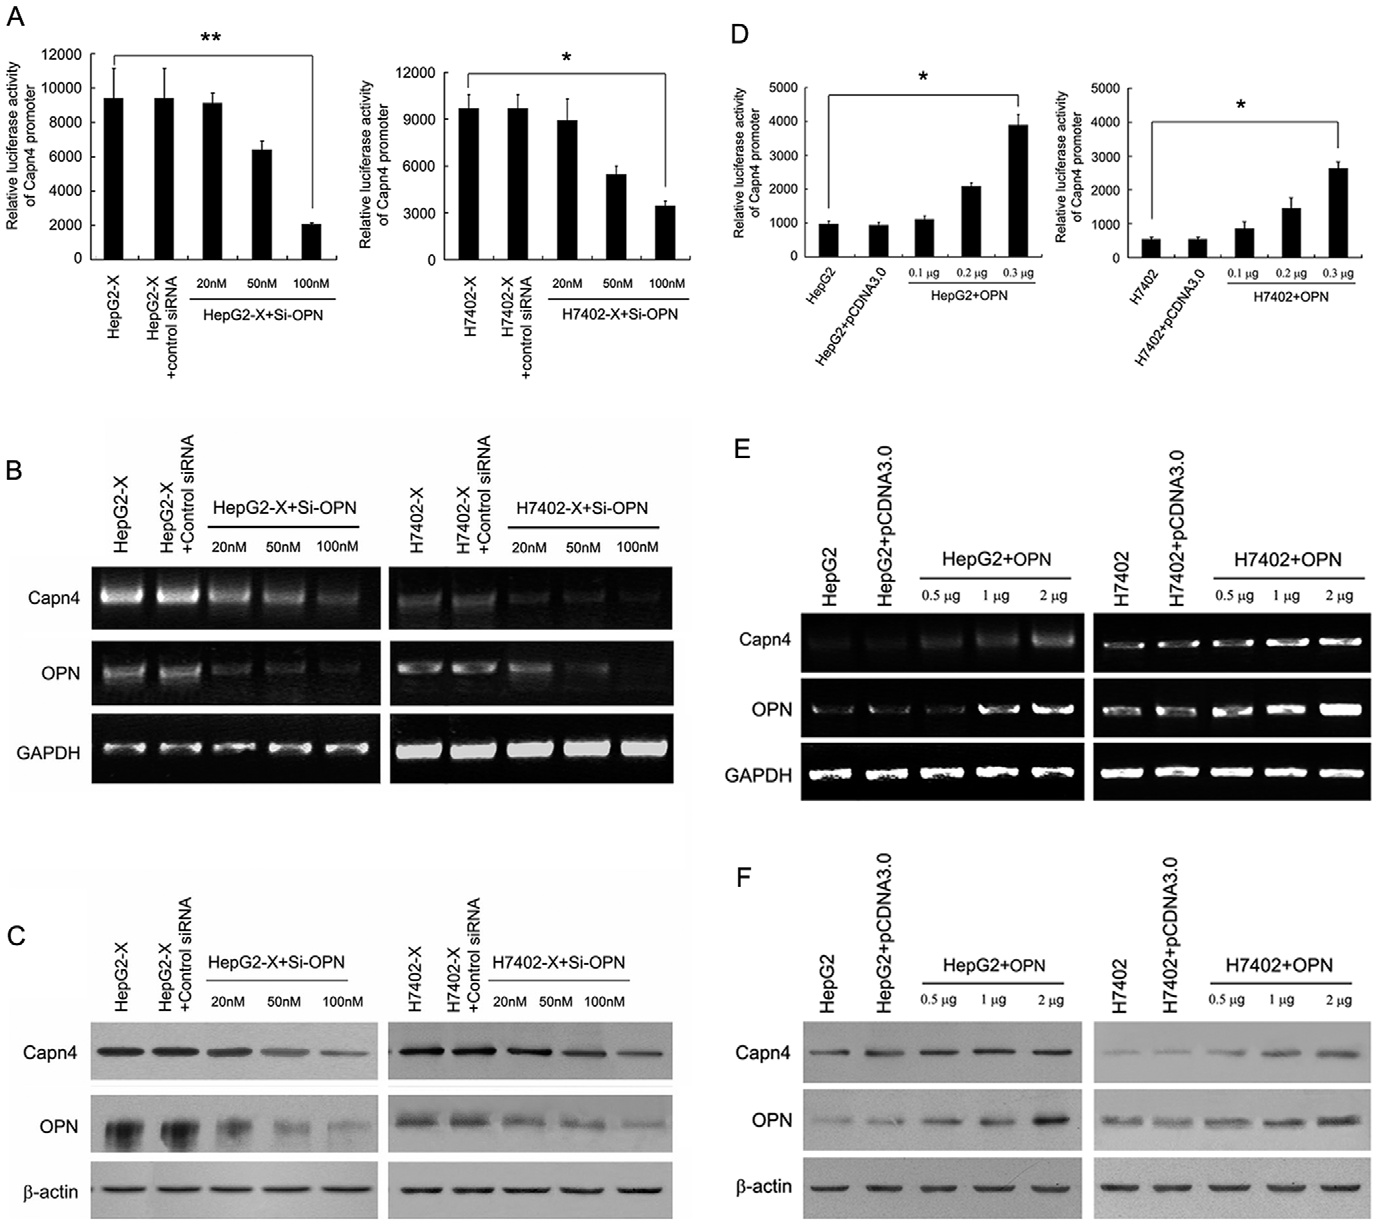 A
**
12000
10000
8000
6000
4000
2000
0
Relative luciferase activity
of Capn4 promoter
HepG2-X
HepG2-X
+control siRNA
20nM 50nM 100nM
HepG2-X+Si-OPN
*
12000
9000
6000
3000
0
Relative luciferase activity
of Capn4 promoter
H7402-X
H7402-X
+control siRNA
20nM 50nM 100nM
H7402-X+Si-OPN
D
*
5000
4000
3000
2000
1000
0
Relative luciferase activity
of Capn4 promoter
HepG2
HepG2+pCDNA3.0
0.1 μg 0.2 μg 0.3 μg
HepG2+OPN
*
5000
4000
3000
2000
1000
0
Relative luciferase activity
of Capn4 promoter
H7402
H7402+pCDNA3.0
0.1 μg 0.2 μg 0.3 μg
H7402+OPN
B
HepG2-X
HepG2-X
+Control siRNA
HepG2-X+Si-OPN
20nM 50nM 100nM
H7402-X
H7402-X
+Control siRNA
H7402-X+Si-OPN
20nM 50nM 100nM
Capn4
OPN
GAPDH
E
HepG2
HepG2+pCDNA3.0
HepG2+OPN
0.5 μg 1 μg 2 μg
H7402
H7402+pCDNA3.0
H7402+OPN
0.5 μg 1 μg 2 μg
Capn4
OPN
GAPDH
C
HepG2-X
HepG2-X
+Control siRNA
HepG2-X+Si-OPN
20nM 50nM 100nM
H7402-X
H7402-X
+Control siRNA
H7402-X+Si-OPN
20nM 50nM 100nM
Capn4
OPN
β-actin
F
HepG2
HepG2+pCDNA3.0
HepG2+OPN
0.5 μg 1 μg 2 μg
H7402
H7402+pCDNA3.0
H7402+OPN
0.5 μg 1 μg 2 μg
Capn4
OPN
β-actin